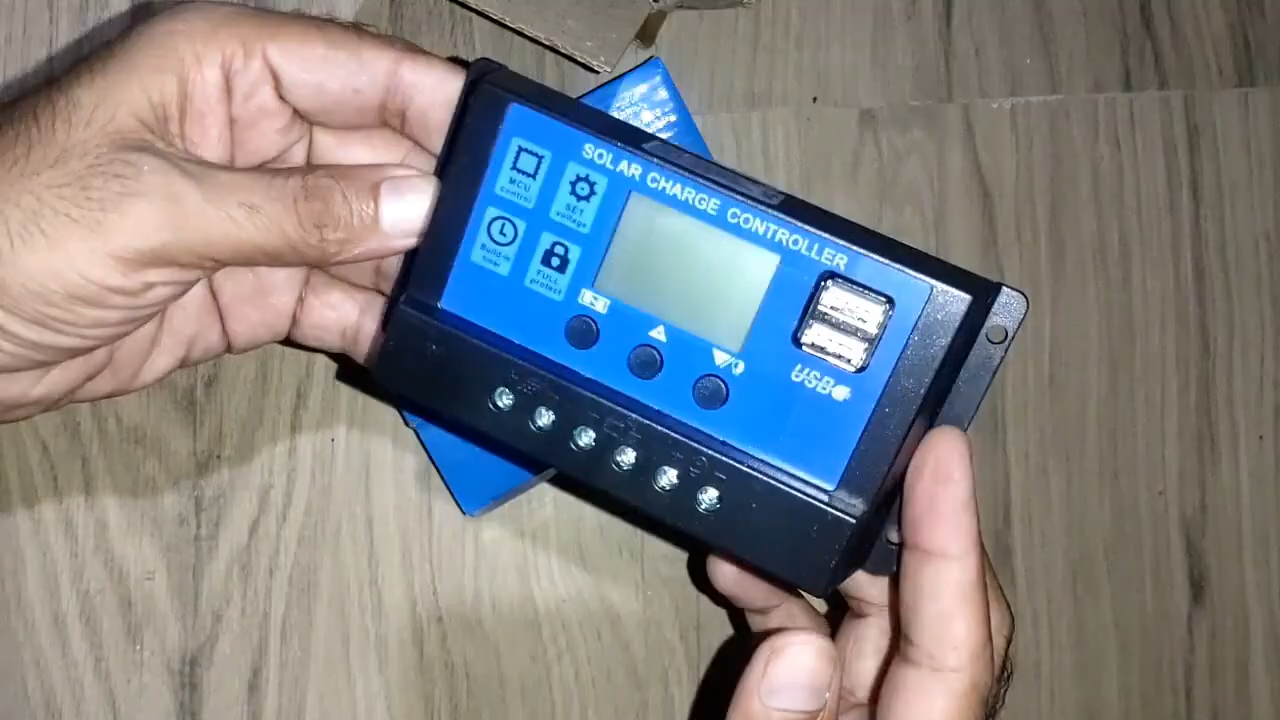 SOLAR CHARGE CONTROLLER
MCU
control
SET
voltage
Build-in
timer
FULL
protect
USB
+ -